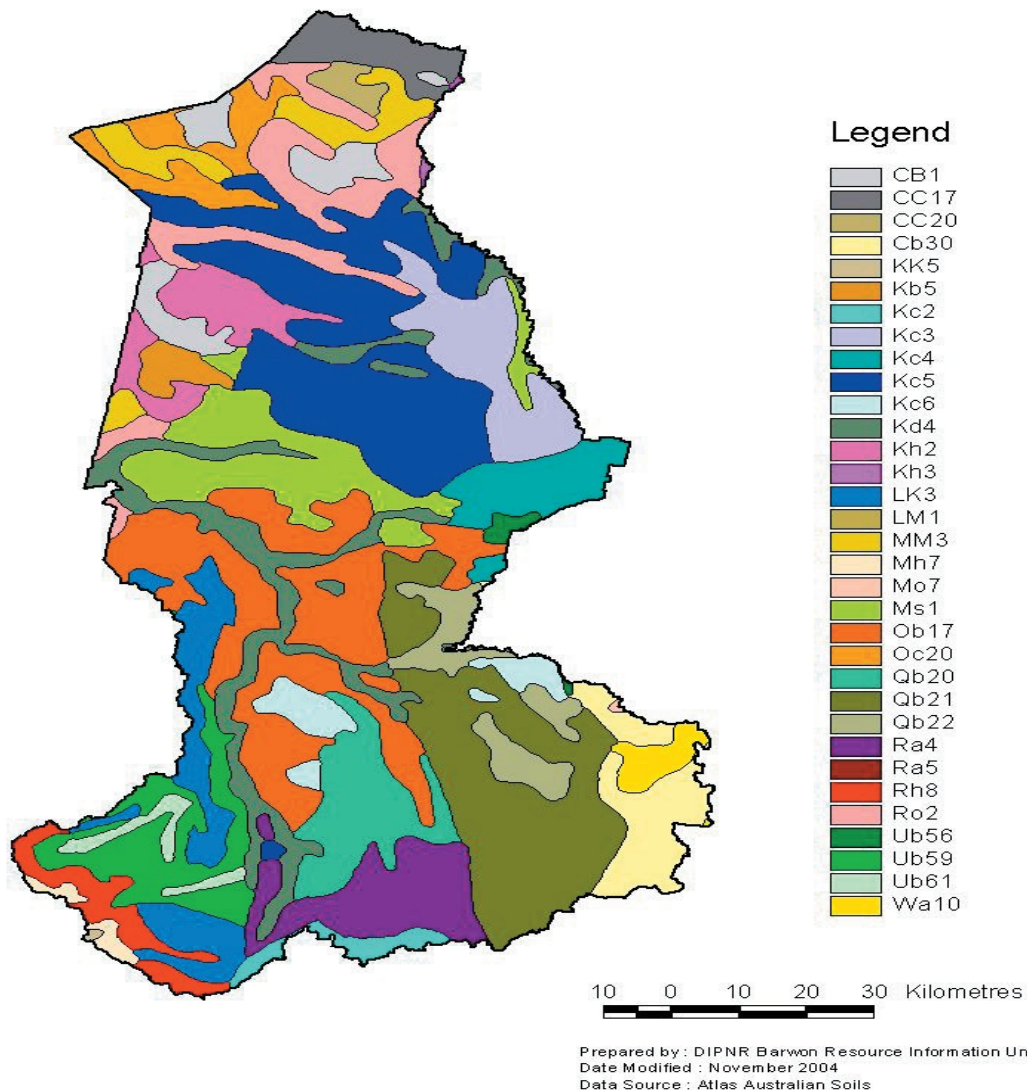 Legend
CB1
CC17
CC20
Cb30
KK5
Kb5
Kc2
Kc3
Kc4
Kc5
Kc6
Kd4
Kh2
Kh3
LK3
LM1
MM3
Mh7
Mo7
Ms1
Ob17
Oc20
Qb20
Qb21
Qb22
Ra4
Ra5
Rh8
Ro2
Ub56
Ub59
Ub61
Wa10
10 0 10 20 30 Kilometres
Prepared by : DIPNR Barwon Resource Information Un
Date Modified : November 2004
Data Source : Atlas Australian Soils